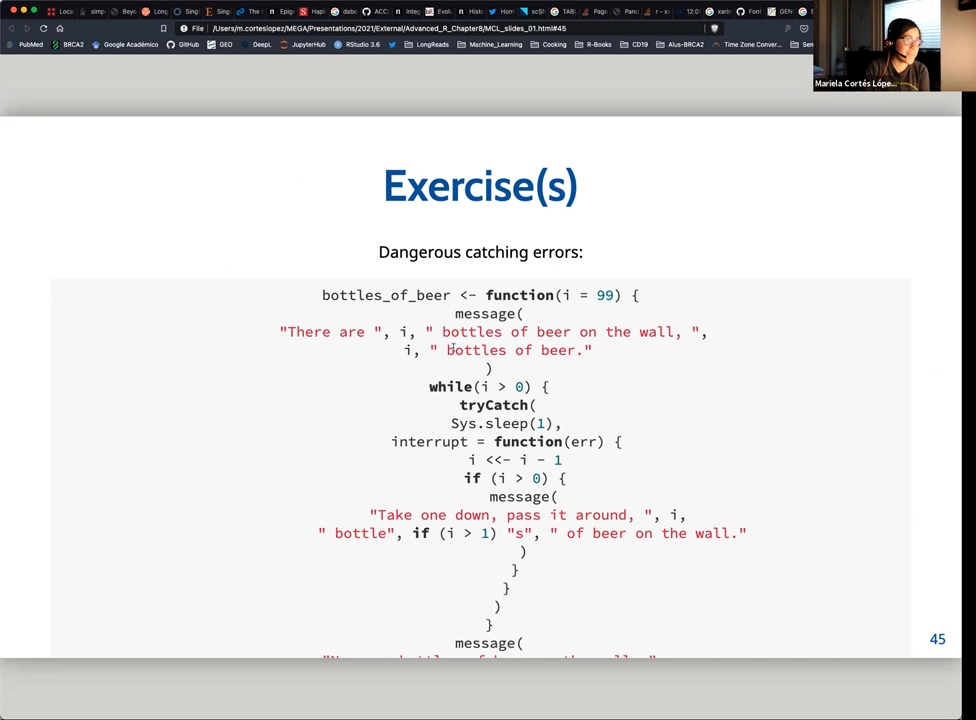 File /Users/m.corteslopez/MEGA/Presentations/2021/External/Advanced_R_Chapter8/MCL_slides_01.html#45
PubMed BRCA2 Google Académico GitHub GEO DeepL JupyterHub RStudio 3.6 LongReads Machine_Learning Cooking R-Books CD19 Alus-BRCA2 Time Zone Conver...
Mariela Cortés Lópe...
Exercise(s)
Dangerous catching errors:
bottles_of_beer <- function(i = 99) {
message(
"There are ", i, " bottles of beer on the wall, ",
i, " bottles of beer."
)
while(i > 0) {
tryCatch(
Sys.sleep(1),
interrupt = function(err) {
i <<- i - 1
if (i > 0) {
message(
"Take one down, pass it around, ", i,
" bottle", if (i > 1) "s", " of beer on the wall."
)
}
}
)
}
message(
45